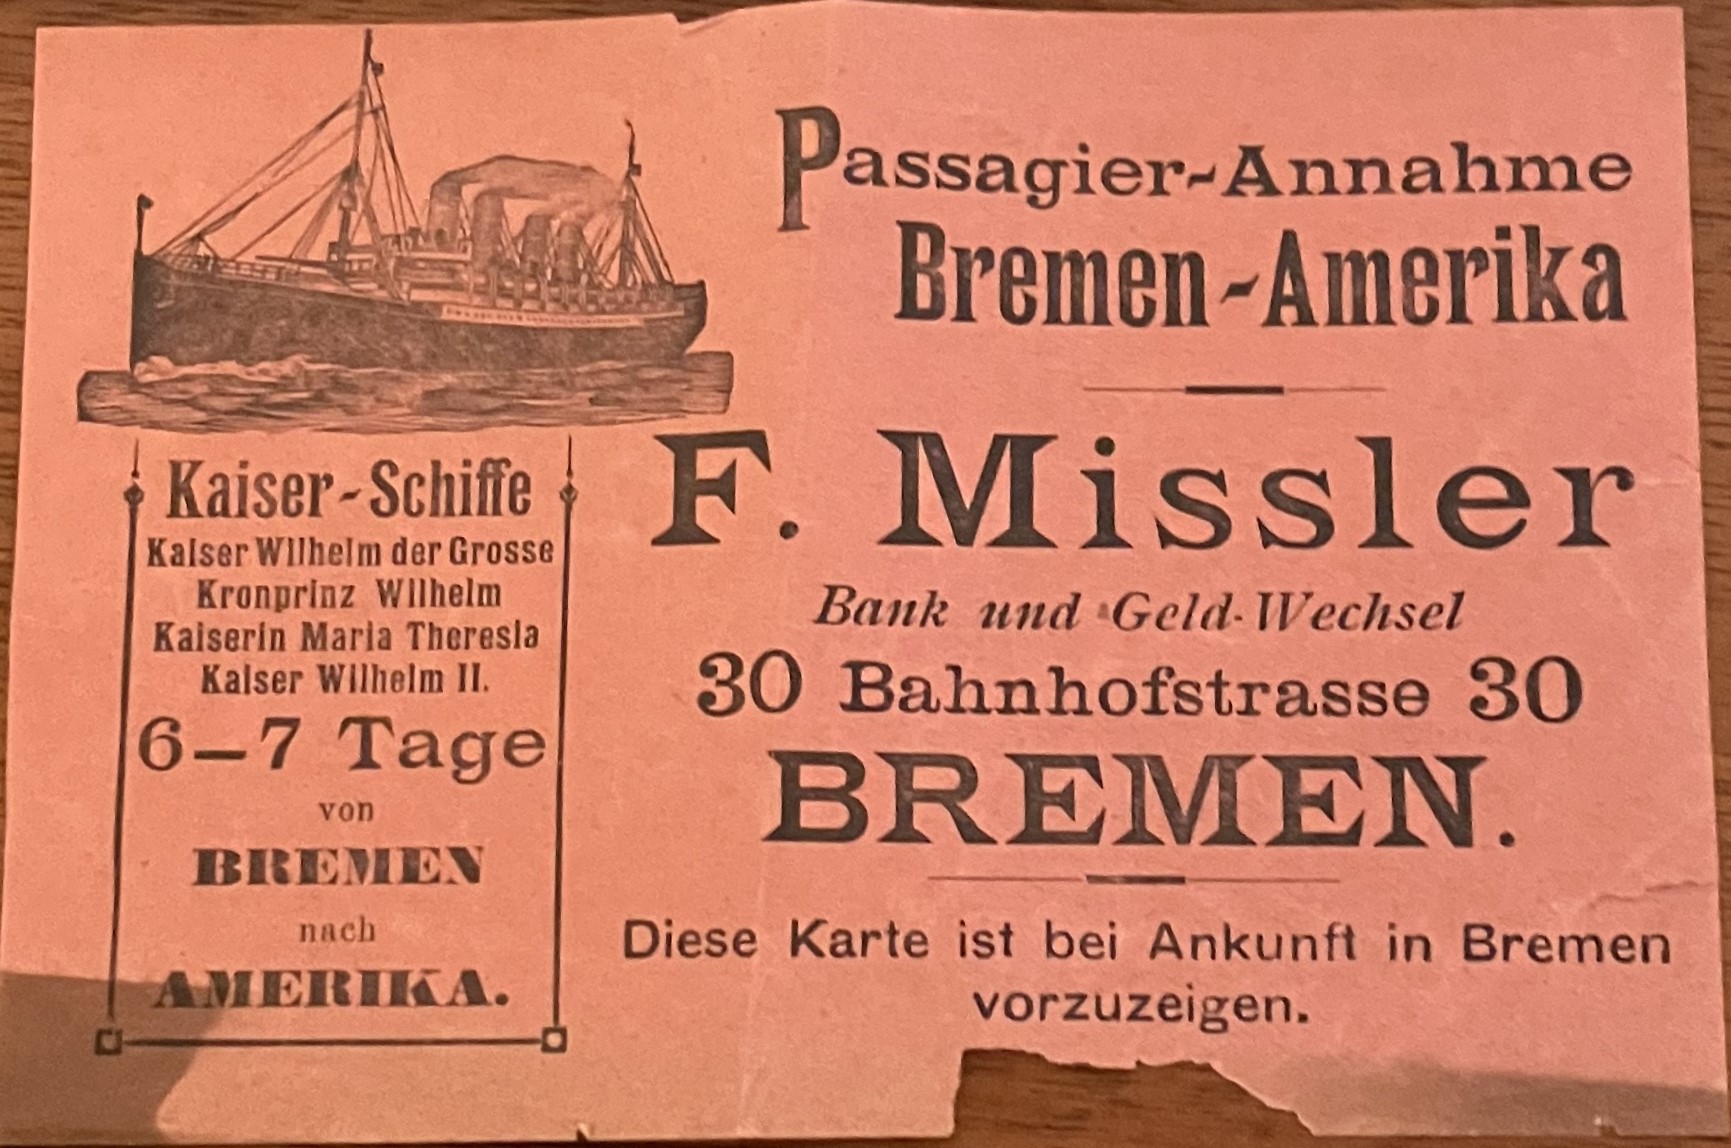 Passagier-Annahme
Bremen-Amerika
F. Missler
Bank und Geld-Wechsel
30 Bahnhofstrasse 30
BREMEN.
Diese Karte ist bei Ankunft in Bremen
vorzuzeigen.
Kaiser-Schiffe
Kaiser Wilhelm der Grosse
Kronprinz Wilhelm
Kaiserin Maria Theresia
Kaiser Wilhelm II.
6–7 Tage
von
BREMEN
nach
AMERIKA.